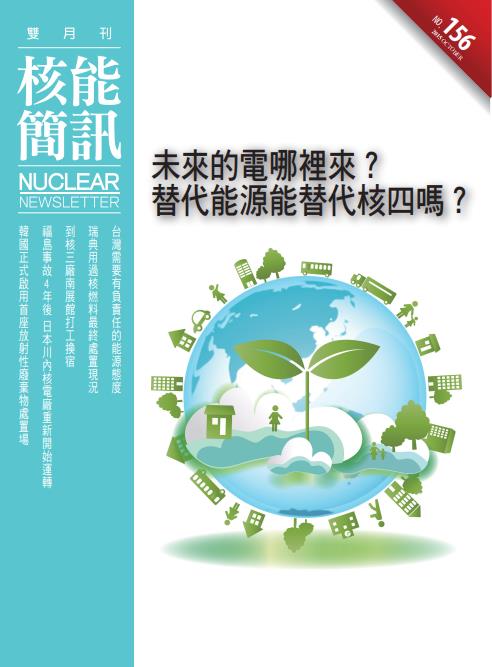 雙月刊
核能
簡訊
NUCLEAR
NEWSLETTER
NO. 156
2015/OCTOBER
未來的電哪裡來？
替代能源能替代核四嗎？
台灣需要有負責任的能源態度
瑞典用過核燃料最終處置現況
到核三廠南展館打工換宿
福島事故4年後 日本川內核電廠重新開始運轉
韓國正式啟用首座放射性廢棄物處置場